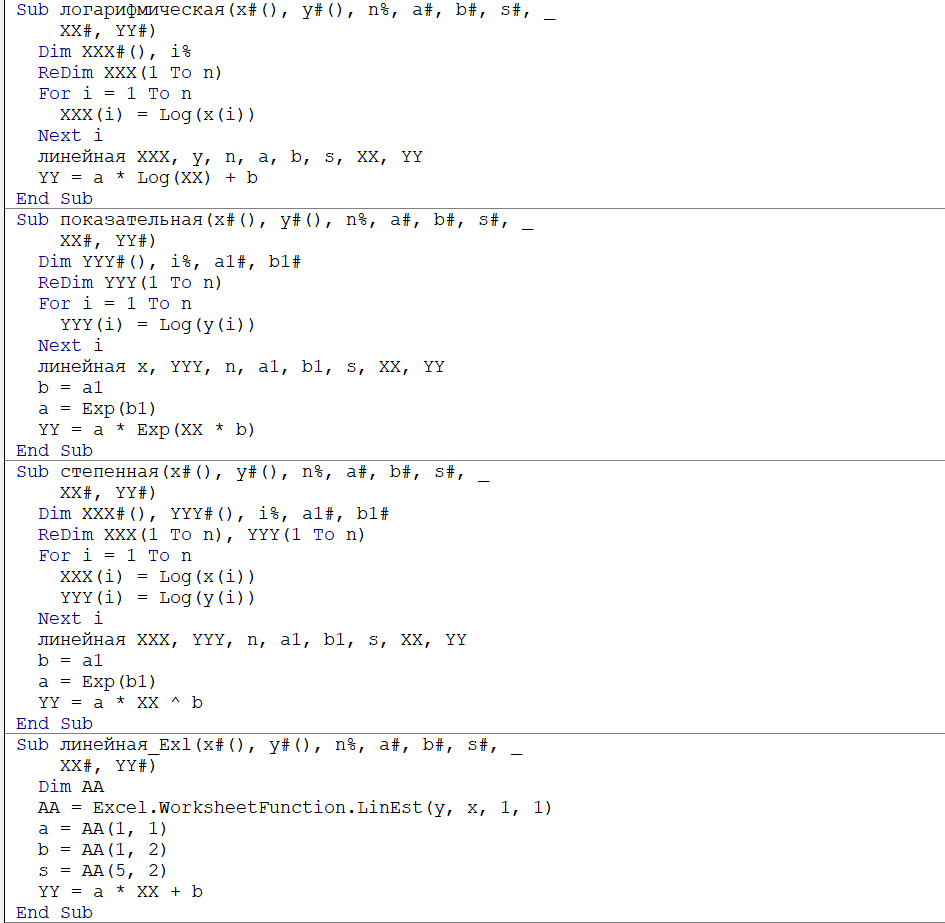 Sub логарифмическая(x#(), y#(), n%, a#, b#, s#, _
    XX#, YY#)
  Dim XXX#(), i%
  ReDim XXX(1 To n)
  For i = 1 To n
    XXX(i) = Log(x(i))
  Next i
  линейная XXX, y, n, a, b, s, XX, YY
  YY = a * Log(XX) + b
End Sub
Sub показательная(x#(), y#(), n%, a#, b#, s#, _
    XX#, YY#)
  Dim YYY#(), i%, a1#, b1#
  ReDim YYY(1 To n)
  For i = 1 To n
    YYY(i) = Log(y(i))
  Next i
  линейная x, YYY, n, a1, b1, s, XX, YY
  b = a1
  a = Exp(b1)
  YY = a * Exp(XX * b)
End Sub
Sub степенная(x#(), y#(), n%, a#, b#, s#, _
    XX#, YY#)
  Dim XXX#(), YYY#(), i%, a1#, b1#
  ReDim XXX(1 To n), YYY(1 To n)
  For i = 1 To n
    XXX(i) = Log(x(i))
    YYY(i) = Log(y(i))
  Next i
  линейная XXX, YYY, n, a1, b1, s, XX, YY
  b = a1
  a = Exp(b1)
  YY = a * XX ^ b
End Sub
Sub линейная_Exl(x#(), y#(), n%, a#, b#, s#, _
    XX#, YY#)
  Dim AA
  AA = Excel.WorksheetFunction.LinEst(y, x, 1, 1)
  a = AA(1, 1)
  b = AA(1, 2)
  s = AA(5, 2)
  YY = a * XX + b
End Sub